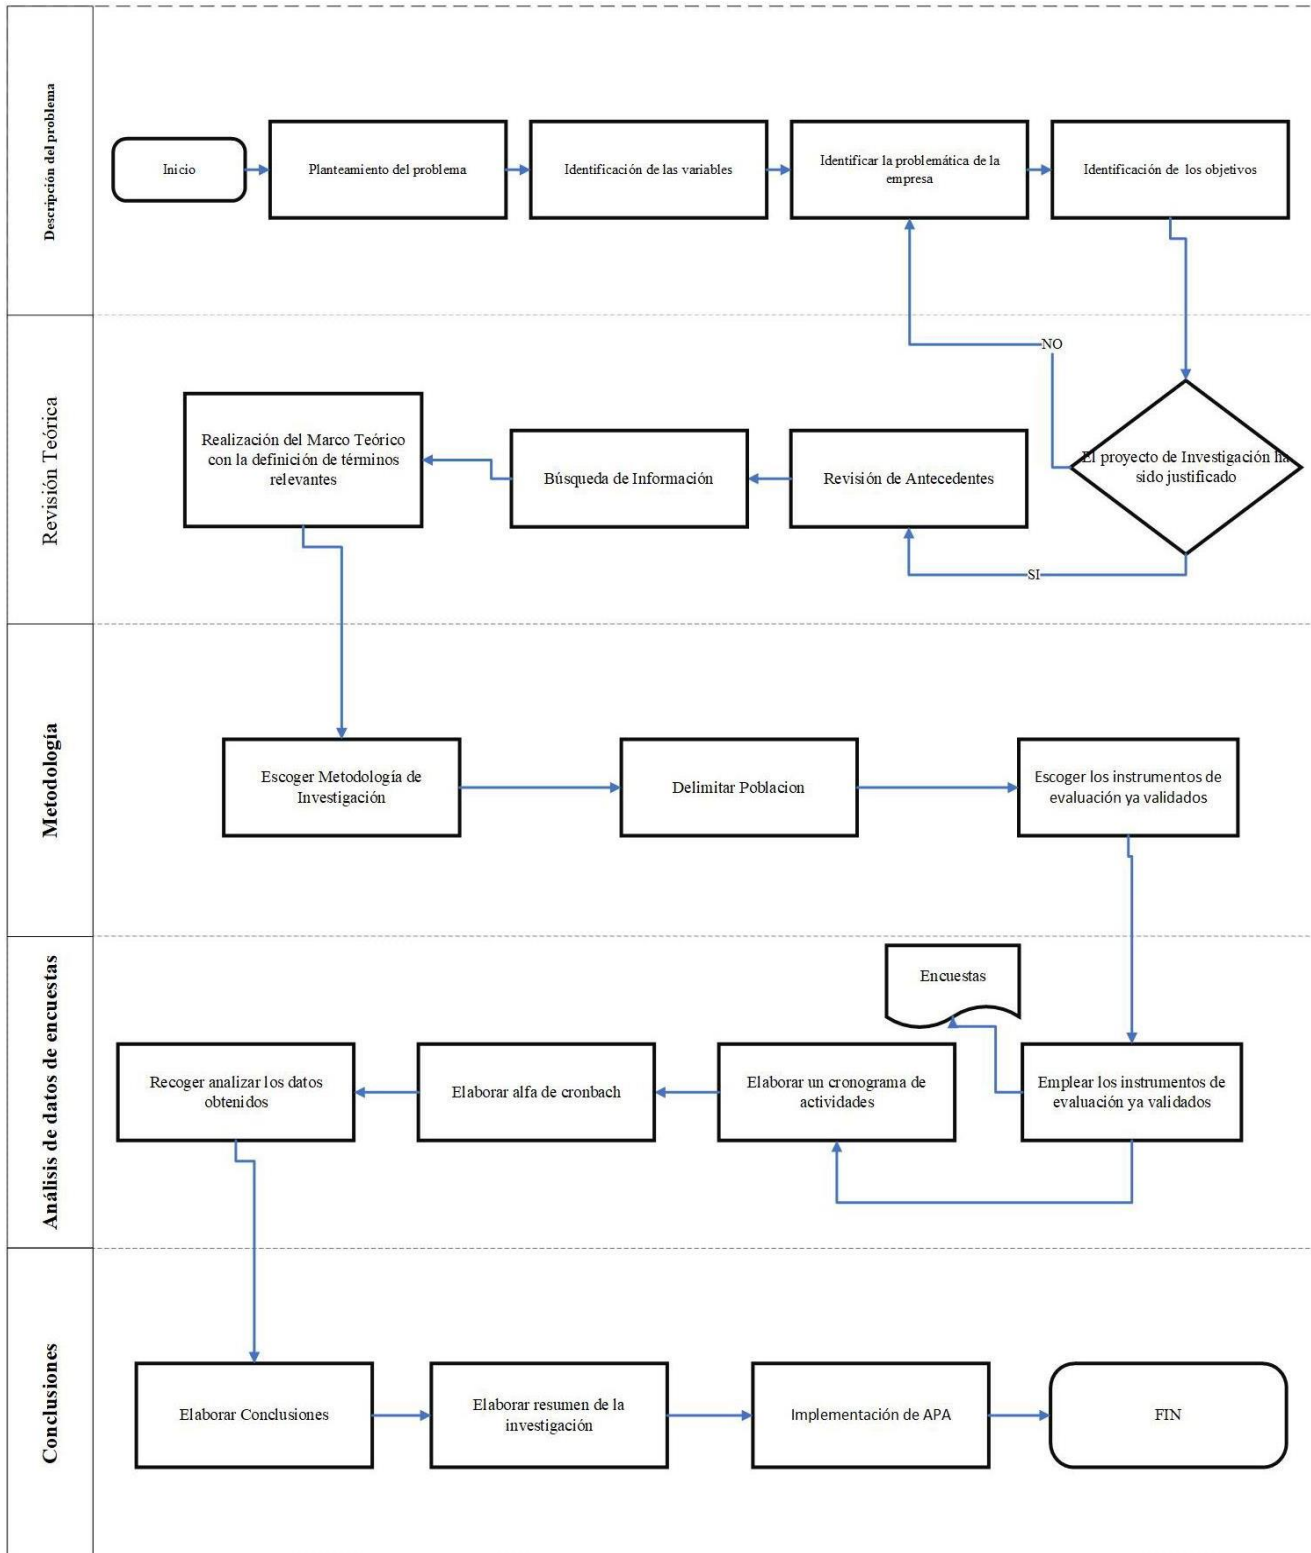 Descripción del problema
Inicio
Planteamiento del problema
Identificación de las variables
Identificar la problemática de la
empresa
Identificación de los objetivos
Revisión Teórica
NO
Realización del Marco Teórico
con la definición de términos
relevantes
Búsqueda de Información
Revisión de Antecedentes
El proyecto de Investigación ha
sido justificado
SI
Metodología
Escoger Metodología de
Investigación
Delimitar Poblacion
Escoger los instrumentos de
evaluación ya validados
Análisis de datos de encuestas
Encuestas
Recoger analizar los datos
obtenidos
Elaborar alfa de cronbach
Elaborar un cronograma de
actividades
Emplear los instrumentos de
evaluación ya validados
Conclusiones
Elaborar Conclusiones
Elaborar resumen de la
investigación
Implementación de APA
FIN